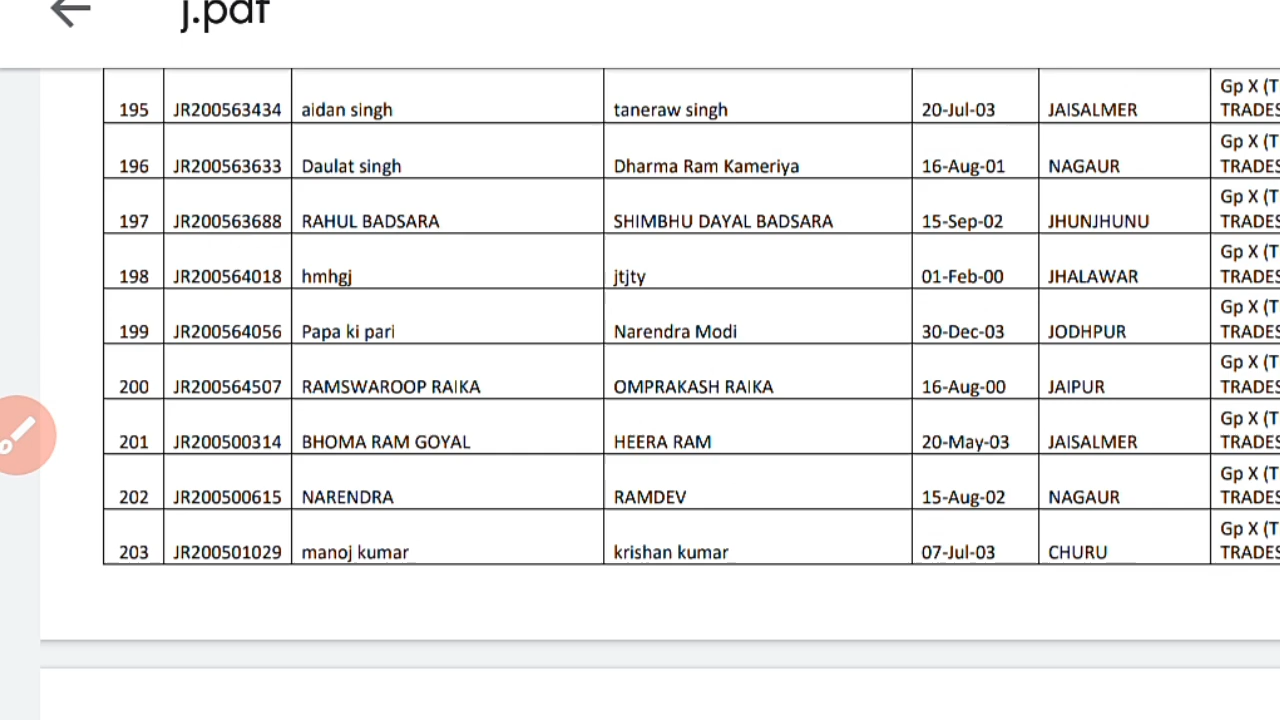 j.pdf
Gp X (T
195 JR200563434 aidan singh taneraw singh 20-Jul-03 JAISALMER TRADES
Gp X (T
196 JR200563633 Daulat singh Dharma Ram Kameriya 16-Aug-01 NAGAUR TRADES
Gp X (T
197 JR200563688 RAHUL BADSARA SHIMBHU DAYAL BADSARA 15-Sep-02 JHUNJHUNU TRADES
Gp X (T
198 JR200564018 hmhgj jtjty 01-Feb-00 JHALAWAR TRADES
Gp X (T
199 JR200564056 Papa ki pari Narendra Modi 30-Dec-03 JODHPUR TRADES
Gp X (T
200 JR200564507 RAMSWAROOP RAIKA OMPRAKASH RAIKA 16-Aug-00 JAIPUR TRADES
Gp X (T
201 JR200500314 BHOMA RAM GOYAL HEERA RAM 20-May-03 JAISALMER TRADES
Gp X (T
202 JR200500615 NARENDRA RAMDEV 15-Aug-02 NAGAUR TRADES
Gp X (T
203 JR200501029 manoj kumar krishan kumar 07-Jul-03 CHURU TRADES